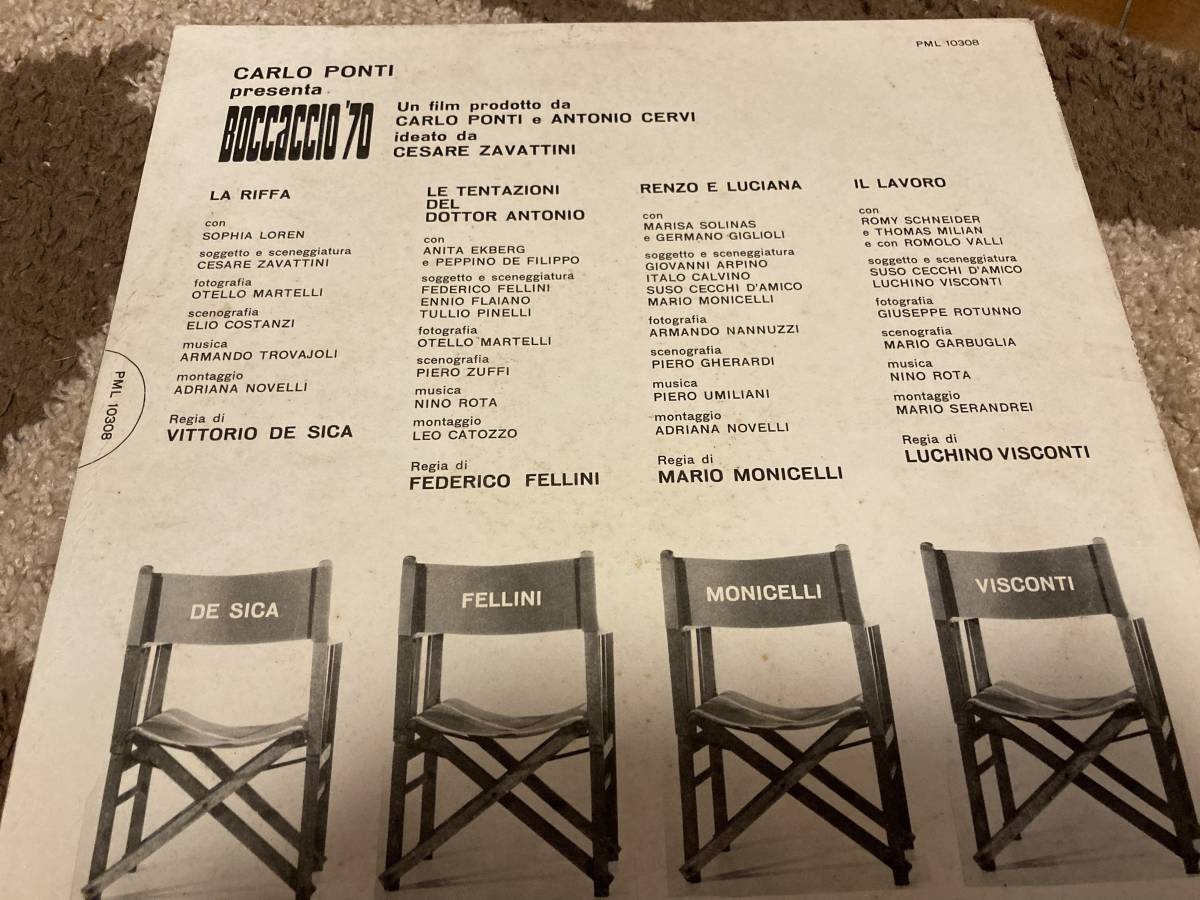 PML 10308
CARLO PONTI
presenta
BOCCACCIO '70
Un film prodotto da
CARLO PONTI e ANTONIO CERVI
ideato da
CESARE ZAVATTINI
LA RIFFA
con
SOPHIA LOREN
soggetto e sceneggiatura
CESARE ZAVATTINI
fotografia
OTELLO MARTELLI
scenografia
ELIO COSTANZI
musica
ARMANDO TROVAJOLI
montaggio
ADRIANA NOVELLI
Regia di
VITTORIO DE SICA
LE TENTAZIONI
DEL
DOTTOR ANTONIO
con
ANITA EKBERG
e PEPPINO DE FILIPPO
soggetto e sceneggiatura
FEDERICO FELLINI
ENNIO FLAIANO
TULLIO PINELLI
fotografia
OTELLO MARTELLI
scenografia
PIERO ZUFFI
musica
NINO ROTA
montaggio
LEO CATOZZO
Regia di
FEDERICO FELLINI
RENZO E LUCIANA
con
MARISA SOLINAS
e GERMANO GIGLIOLI
soggetto e sceneggiatura
GIOVANNI ARPINO
ITALO CALVINO
SUSO CECCHI D'AMICO
MARIO MONICELLI
fotografia
ARMANDO NANNUZZI
scenografia
PIERO GHERARDI
musica
PIERO UMILIANI
montaggio
ADRIANA NOVELLI
Regia di
MARIO MONICELLI
IL LAVORO
con
ROMY SCHNEIDER
e THOMAS MILIAN
e con ROMOLO VALLI
soggetto e sceneggiatura
SUSO CECCHI D'AMICO
LUCHINO VISCONTI
fotografia
GIUSEPPE ROTUNNO
scenografia
MARIO GARBUGLIA
musica
NINO ROTA
montaggio
MARIO SERANDREI
Regia di
LUCHINO VISCONTI
PML 10308
DE SICA
FELLINI
MONICELLI
VISCONTI